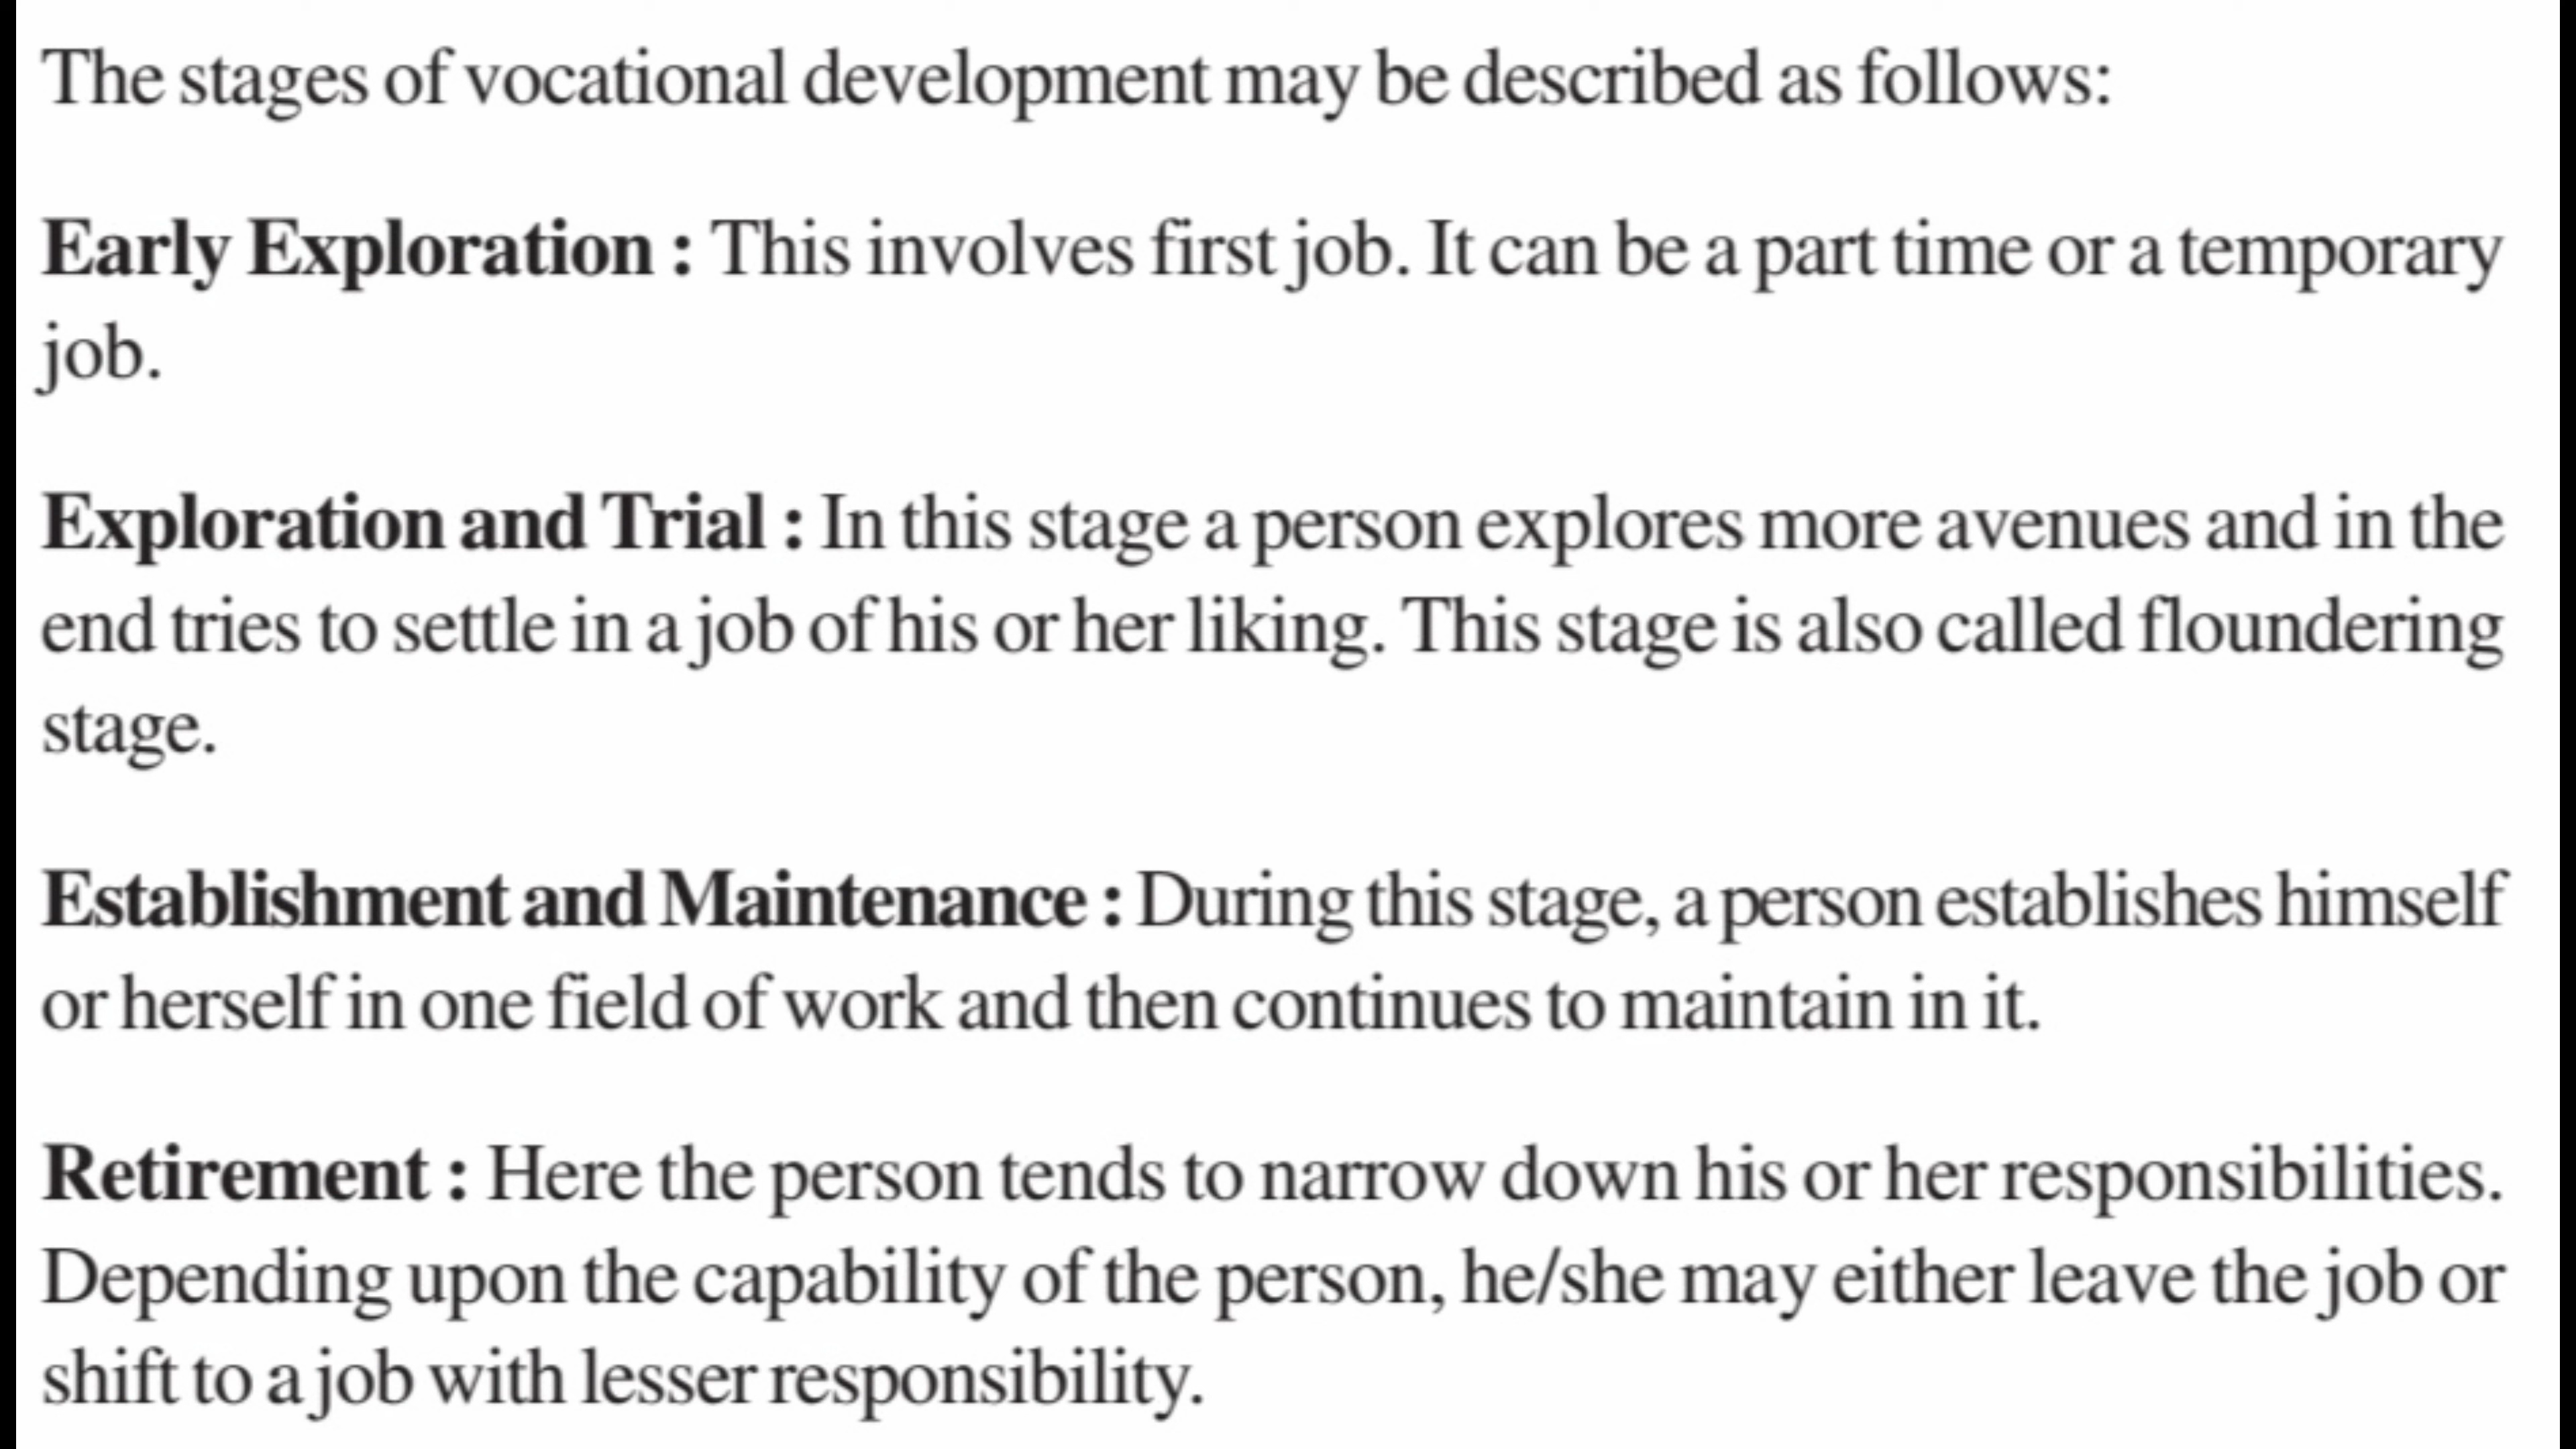 The stages of vocational development may be described as follows:
Early Exploration : This involves first job. It can be a part time or a temporary
job.
Exploration and Trial : In this stage a person explores more avenues and in the
end tries to settle in a job of his or her liking. This stage is also called floundering
stage.
Establishment and Maintenance : During this stage, a person establishes himself
or herself in one field of work and then continues to maintain in it.
Retirement : Here the person tends to narrow down his or her responsibilities.
Depending upon the capability of the person, he/she may either leave the job or
shift to a job with lesser responsibility.